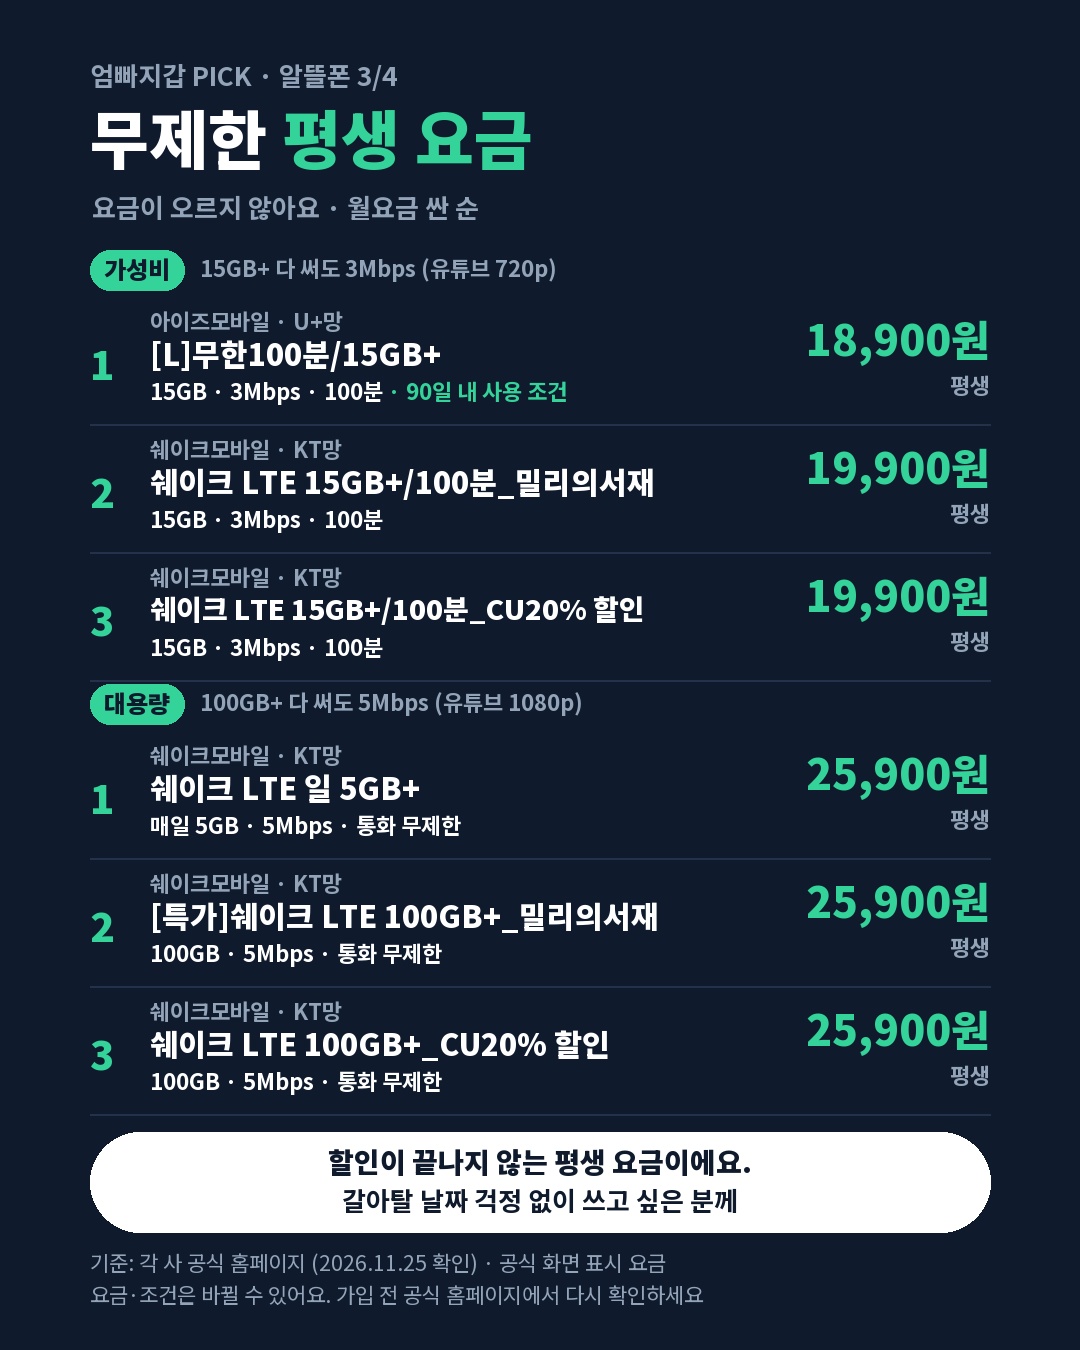 엄빠지갑 PICK · 알뜰폰 3/4
무제한 평생 요금
요금이 오르지 않아요 · 월요금 싼 순
가성비 15GB+ 다 써도 3Mbps (유튜브 720p)
아이즈모바일 · U+망
1 [L]무한100분/15GB+ 18,900원
15GB · 3Mbps · 100분 · 90일 내 사용 조건 평생
쉐이크모바일 · KT망
2 쉐이크 LTE 15GB+/100분_밀리의서재 19,900원
15GB · 3Mbps · 100분 평생
쉐이크모바일 · KT망
3 쉐이크 LTE 15GB+/100분_CU20% 할인 19,900원
15GB · 3Mbps · 100분 평생
대용량 100GB+ 다 써도 5Mbps (유튜브 1080p)
쉐이크모바일 · KT망
1 쉐이크 LTE 일 5GB+ 25,900원
매일 5GB · 5Mbps · 통화 무제한 평생
쉐이크모바일 · KT망
2 [특가]쉐이크 LTE 100GB+_밀리의서재 25,900원
100GB · 5Mbps · 통화 무제한 평생
쉐이크모바일 · KT망
3 쉐이크 LTE 100GB+_CU20% 할인 25,900원
100GB · 5Mbps · 통화 무제한 평생
할인이 끝나지 않는 평생 요금이에요.
갈아탈 날짜 걱정 없이 쓰고 싶은 분께
기준: 각 사 공식 홈페이지 (2026.11.25 확인) · 공식 화면 표시 요금
요금·조건은 바뀔 수 있어요. 가입 전 공식 홈페이지에서 다시 확인하세요